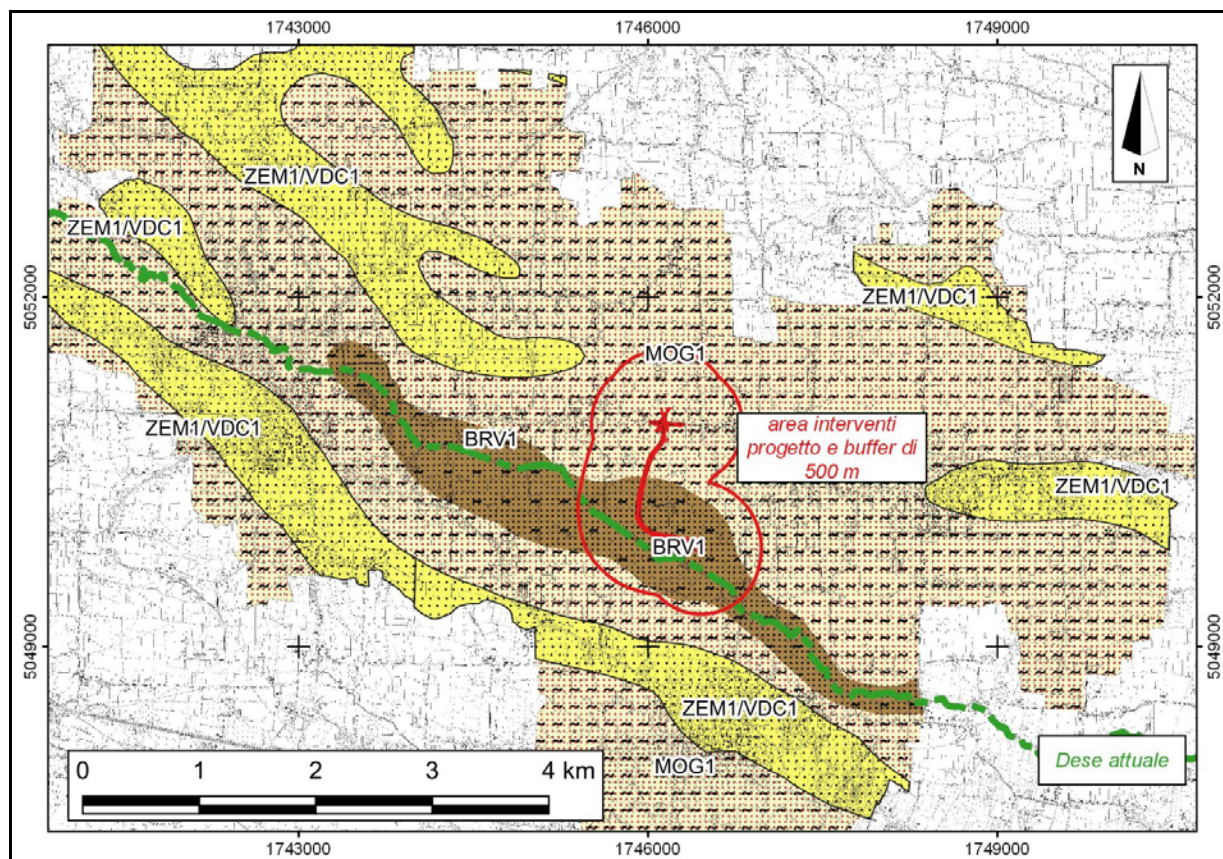 1743000
1746000
1749000
ZEM1/VDC1
ZEM1/VDC1
N
5052000
5052000
ZEM1/VDC1
MOG1
ZEM1/VDC1
BRV1
area interventi
progetto e buffer di
500 m
ZEM1/VDC1
BRV1
5049000
5049000
ZEM1/VDC1
MOG1
Dese attuale
0
1
2
3
4 km
1743000
1746000
1749000